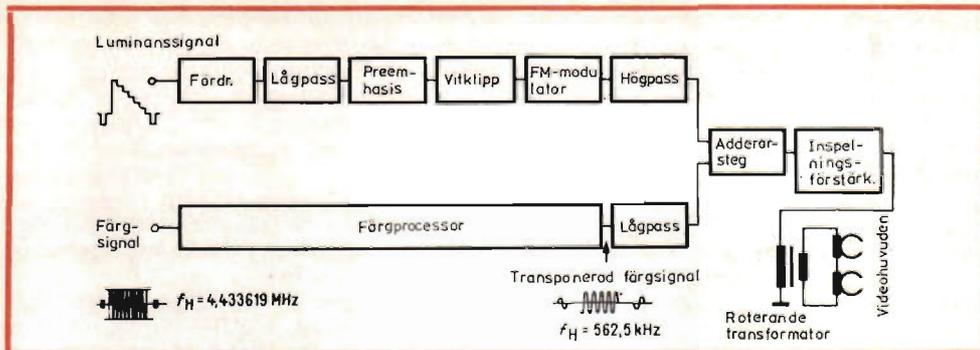 Luminanssignal
Fördr.
Lågpass
Preem-
hasis
Vitklipp
FM-modu
lator
Högpass
Adderar-
steg
Inspel-
nings-
förstärk.
Färg-
signal
Färgprocessor
Lågpass
Transponerad färgsignal
fH = 4,433619 MHz
fH = 562,5 kHz
Roterande
transformator
Videohuvuden